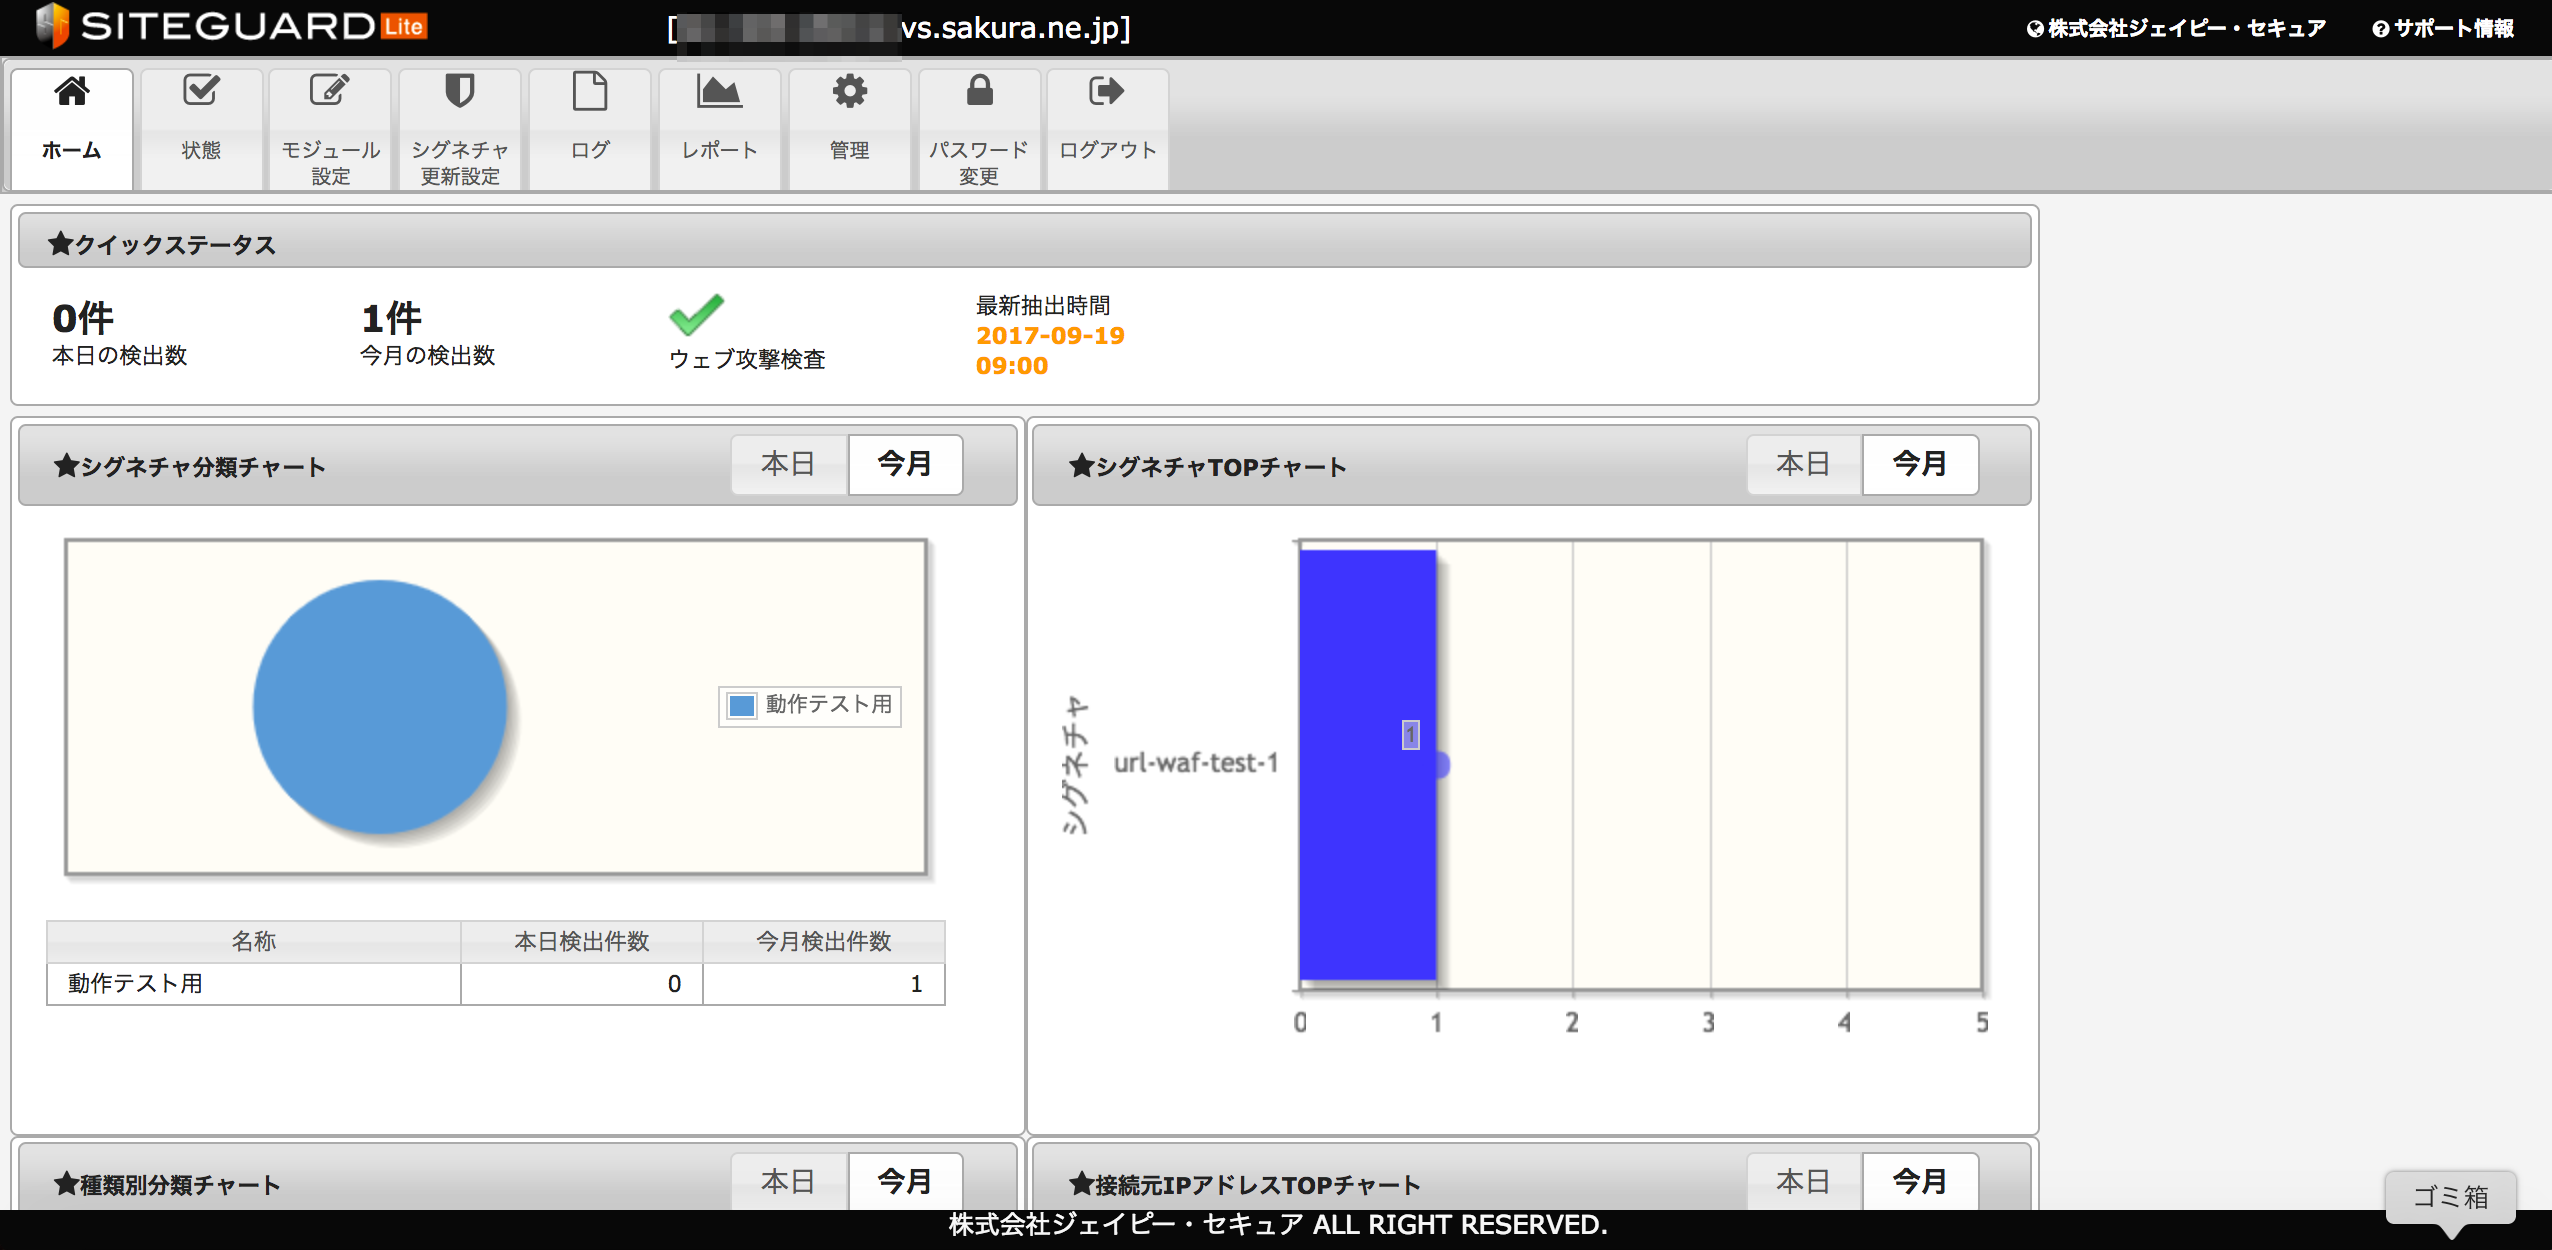 SITEGUARD Lite
[ vs.sakura.ne.jp]
株式会社ジェイピー・セキュア
サポート情報
ホーム
状態
モジュール
設定
シグネチャ
更新設定
ログ
レポート
管理
パスワード
変更
ログアウト
クイックステータス
0件
本日の検出数
1件
今月の検出数
ウェブ攻撃検査
最新抽出時間
2017-09-19
09:00
シグネチャ分類チャート
本日
今月
動作テスト用
名称 本日検出件数 今月検出件数
動作テスト用 0 1
シグネチャTOPチャート
本日
今月
シグネチャ
url-waf-test-1
1
0 1 2 3 4 5
種類別分類チャート
本日
今月
接続元IPアドレスTOPチャート
本日
今月
ゴミ箱
株式会社ジェイピー・セキュア ALL RIGHT RESERVED.